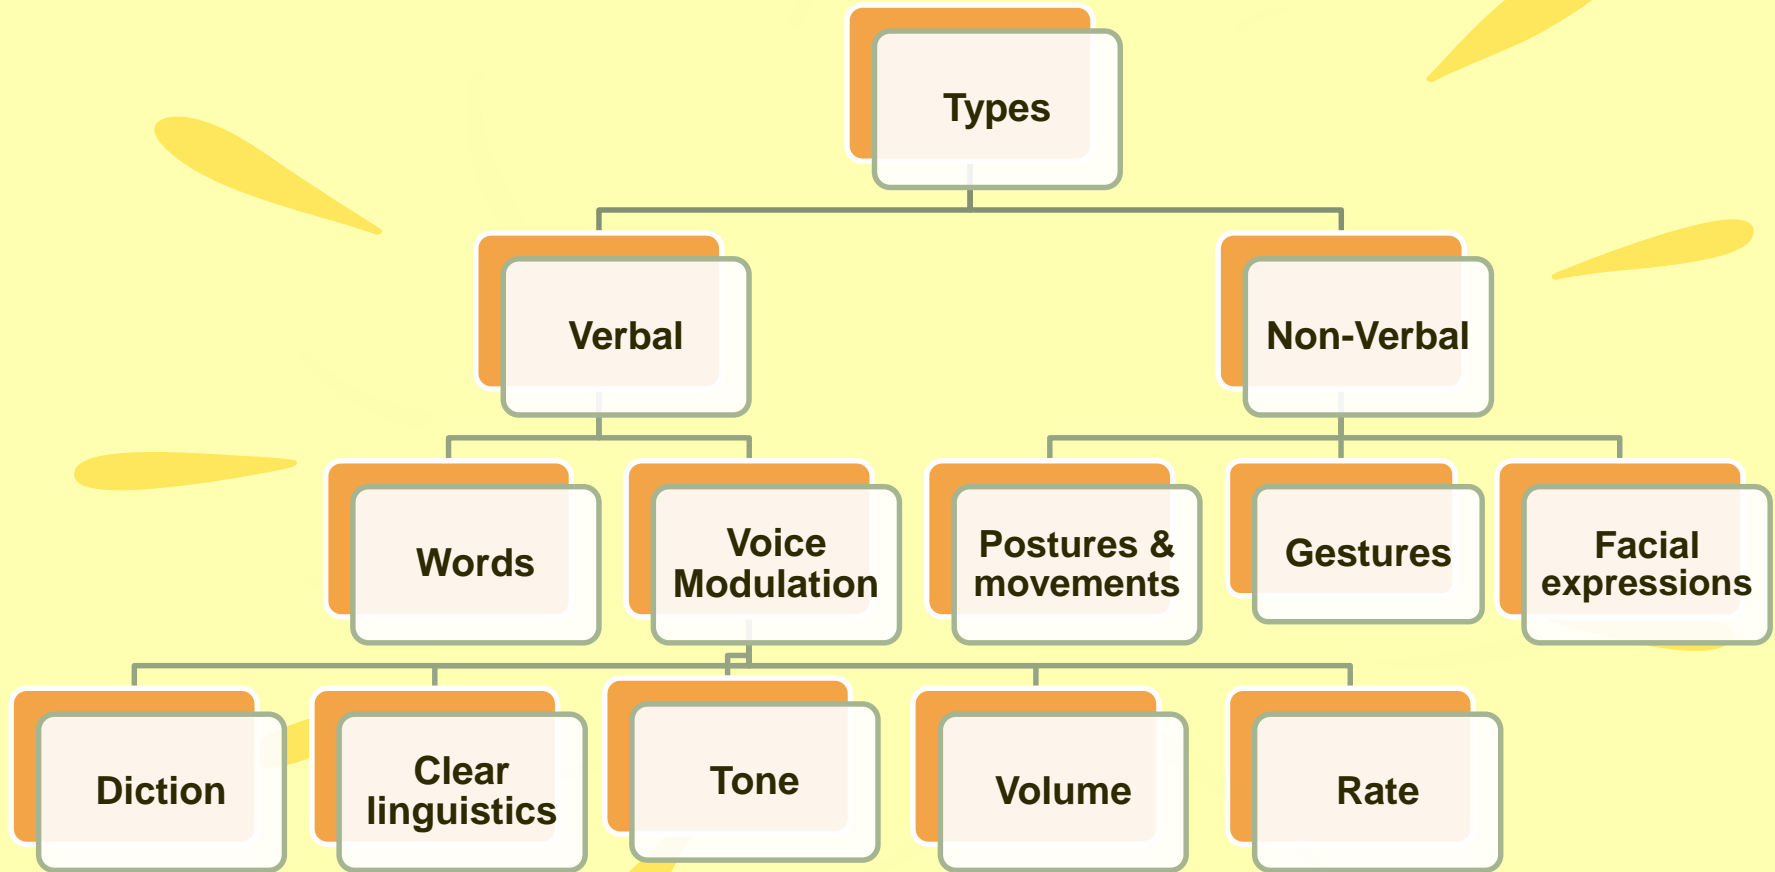 Types
Verbal
Non-Verbal
Words
Voice
Modulation
Postures &
movements
Gestures
Facial
expressions
Diction
Clear
linguistics
Tone
Volume
Rate